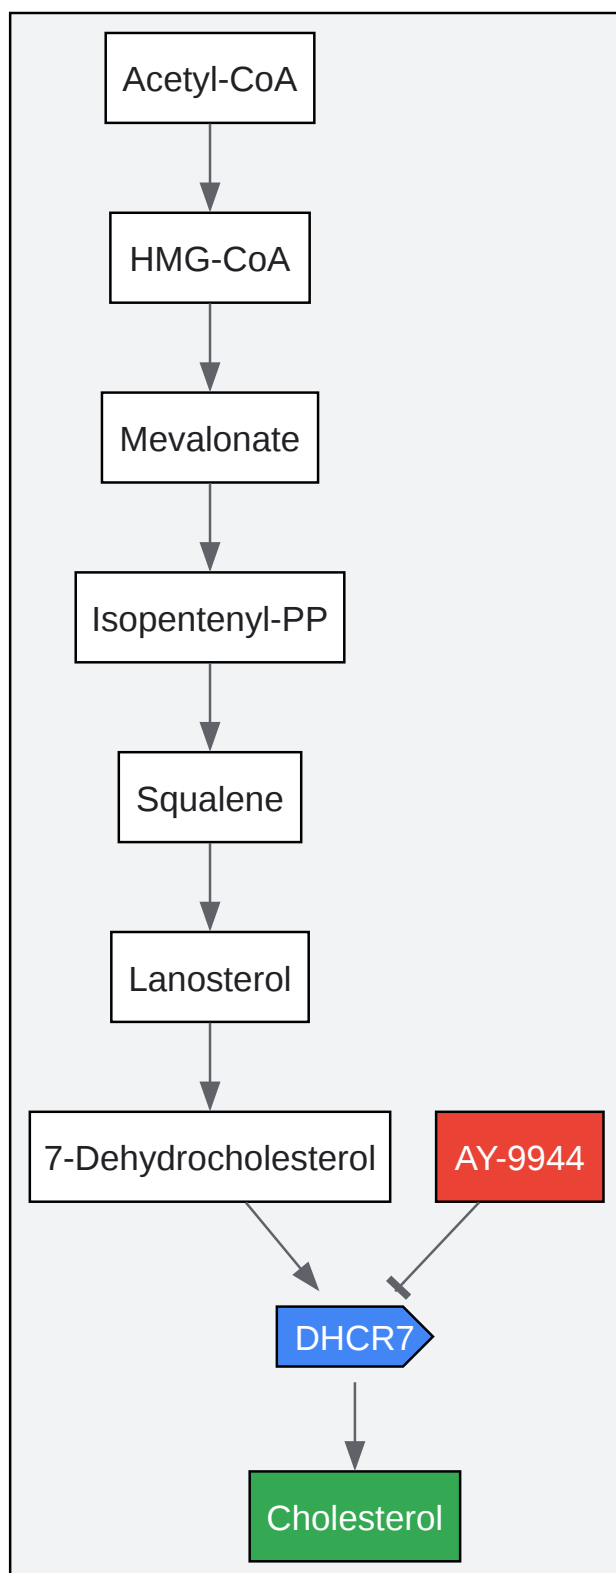 Acetyl-CoA
HMG-CoA
Mevalonate
Isopentenyl-PP
Squalene
Lanosterol
7-Dehydrocholesterol
AY-9944
DHCR7
Cholesterol